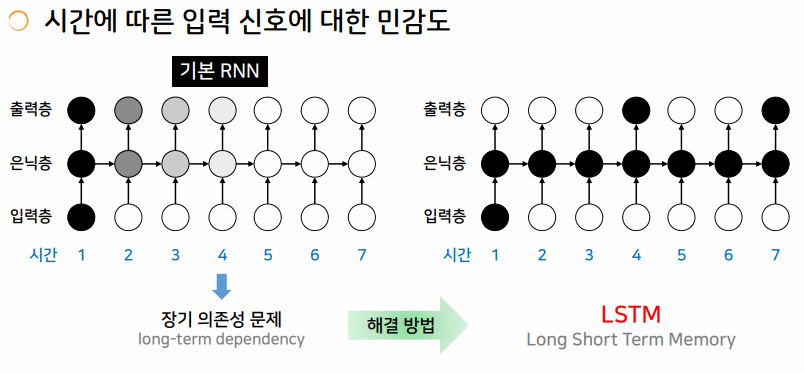 시간에 따른 입력 신호에 대한 민감도
기본 RNN
출력층
은닉층
입력층
시간 1 2 3 4 5 6 7
장기 의존성 문제
long-term dependency
해결 방법
출력층
은닉층
입력층
시간 1 2 3 4 5 6 7
LSTM
Long Short Term Memory